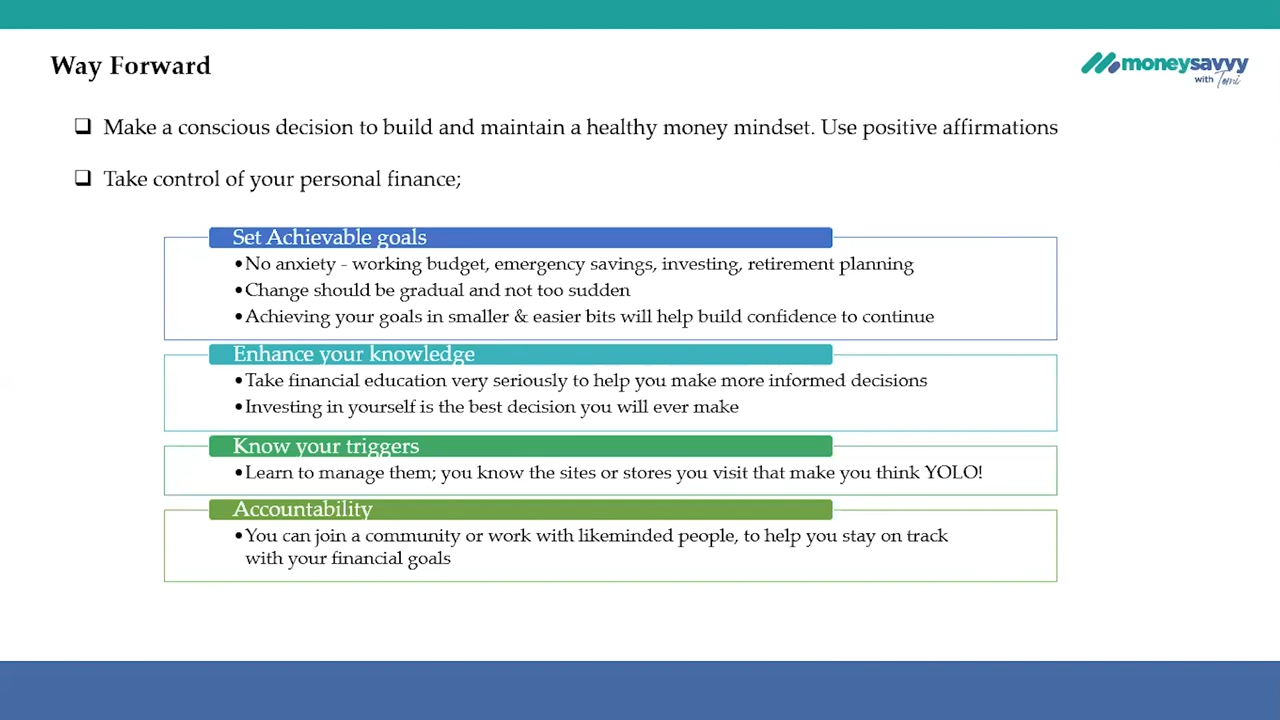 Way Forward
moneysavvy
with Tomi
❑ Make a conscious decision to build and maintain a healthy money mindset. Use positive affirmations
❑ Take control of your personal finance;
Set Achievable goals
•No anxiety - working budget, emergency savings, investing, retirement planning
•Change should be gradual and not too sudden
•Achieving your goals in smaller & easier bits will help build confidence to continue
Enhance your knowledge
•Take financial education very seriously to help you make more informed decisions
•Investing in yourself is the best decision you will ever make
Know your triggers
•Learn to manage them; you know the sites or stores you visit that make you think YOLO!
Accountability
•You can join a community or work with likeminded people, to help you stay on track
with your financial goals